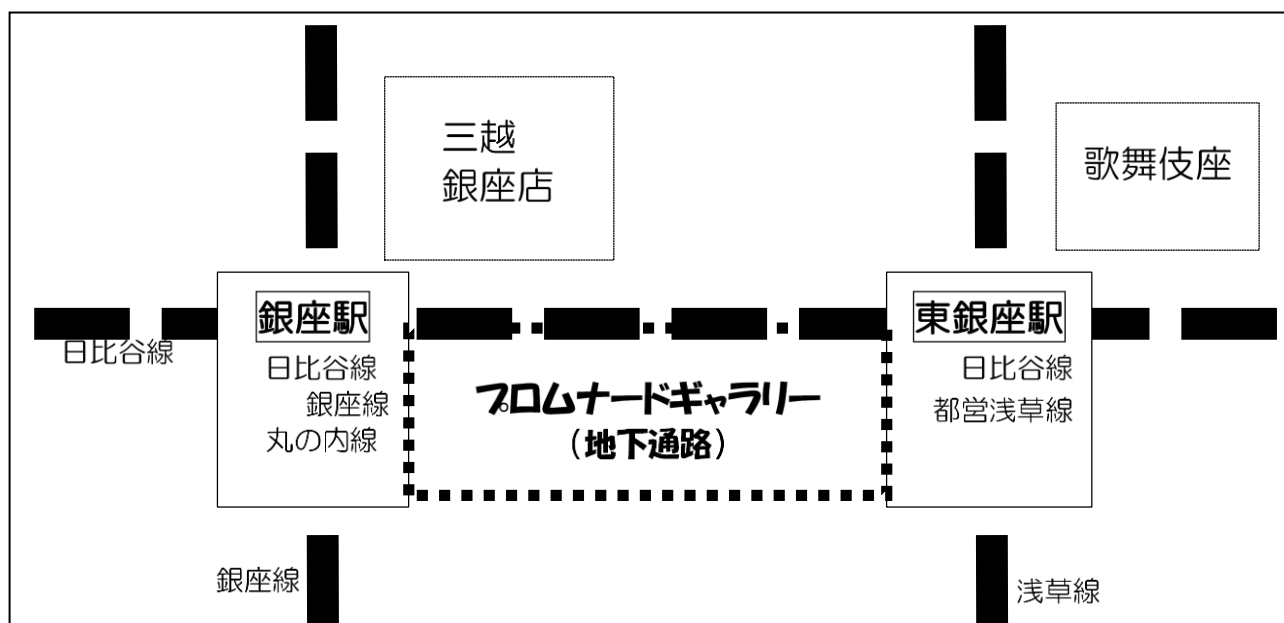 三越
銀座店
歌舞伎座
銀座駅
東銀座駅
日比谷線
日比谷線
銀座線
丸の内線
プロムナードギャラリー
（地下通路）
日比谷線
都営浅草線
銀座線
浅草線